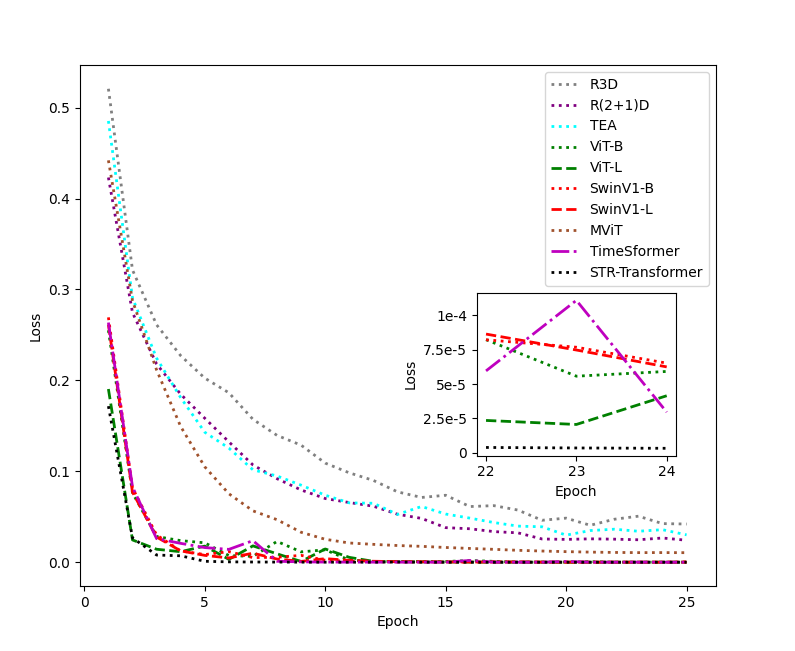 Loss
0.5
0.4
0.3
0.2
0.1
0.0
0
5
10
15
20
25
Epoch
R3D
R(2+1)D
TEA
ViT-B
ViT-L
SwinV1-B
SwinV1-L
MViT
TimeSformer
STR-Transformer
Loss
1e-4
7.5e-5
5e-5
2.5e-5
0
22
23
24
Epoch